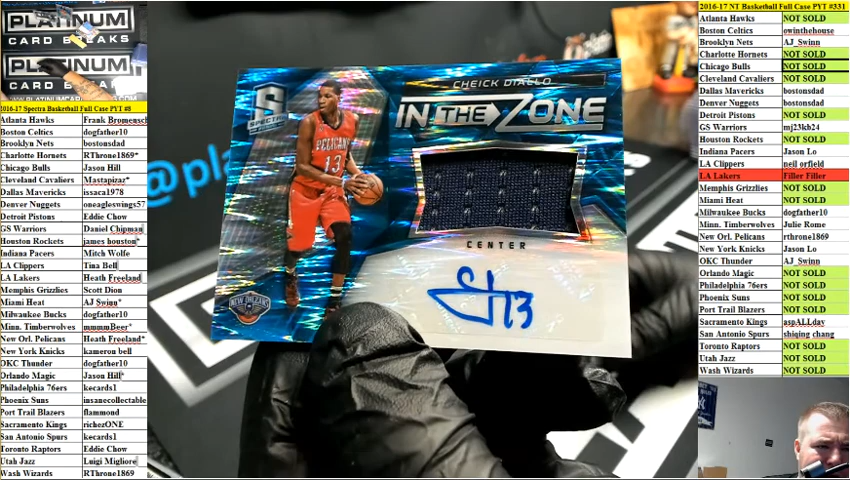 PLATINUM
CARD BREAKS
PLATINUM
CARD BREAKS
2016-17 Spectra Basketball Full Case PYT #8
Atlanta Hawks Frank Bromensch
Boston Celtics dogfather10
Brooklyn Nets bostonsdad
Charlotte Hornets RThrone1869*
Chicago Bulls Jason Hill
Cleveland Cavaliers Mastapizaz*
Dallas Mavericks issaca1978
Denver Nuggets oneagleswings57
Detroit Pistons Eddie Chow
GS Warriors Daniel Chipman
Houston Rockets james houston*
Indiana Pacers Mitch Wolfe
LA Clippers Tina Bell
LA Lakers Heath Freeland
Memphis Grizzlies Scott Dion
Miami Heat AJ Swinn*
Milwaukee Bucks dogfather10
Minn. Timberwolves mmmmBeer*
New Orl. Pelicans Heath Freeland*
New York Knicks kameron bell
OKC Thunder dogfather10
Orlando Magic Jason Hill*
Philadelphia 76ers kecards1
Phoenix Suns insanecollectable
Port Trail Blazers flammond
Sacramento Kings richezONE
San Antonio Spurs kecards1
Toronto Raptors Eddie Chow
Utah Jazz Luigi Migliore
Wash Wizards RThrone1869
@pla
S
SPECTRA
CHEICK DIALLO
IN THE ZONE
PELICANS
13
CENTER
NEW ORLEANS
13
2016-17 NT Basketball Full Case PYT #331
Atlanta Hawks NOT SOLD
Boston Celtics owinthehouse
Brooklyn Nets AJ_Swinn
Charlotte Hornets NOT SOLD
Chicago Bulls NOT SOLD
Cleveland Cavaliers NOT SOLD
Dallas Mavericks bostonsdad
Denver Nuggets bostonsdad
Detroit Pistons NOT SOLD
GS Warriors mj23kb24
Houston Rockets NOT SOLD
Indiana Pacers Jason Lo
LA Clippers neil orfield
LA Lakers Filler Filler
Memphis Grizzlies NOT SOLD
Miami Heat NOT SOLD
Milwaukee Bucks dogfather10
Minn. Timberwolves Julie Rome
New Orl. Pelicans rthrone1869
New York Knicks Jason Lo
OKC Thunder AJ_Swinn
Orlando Magic NOT SOLD
Philadelphia 76ers NOT SOLD
Phoenix Suns NOT SOLD
Port Trail Blazers NOT SOLD
Sacramento Kings aspALLday
San Antonio Spurs shiqing chang
Toronto Raptors NOT SOLD
Utah Jazz NOT SOLD
Wash Wizards NOT SOLD